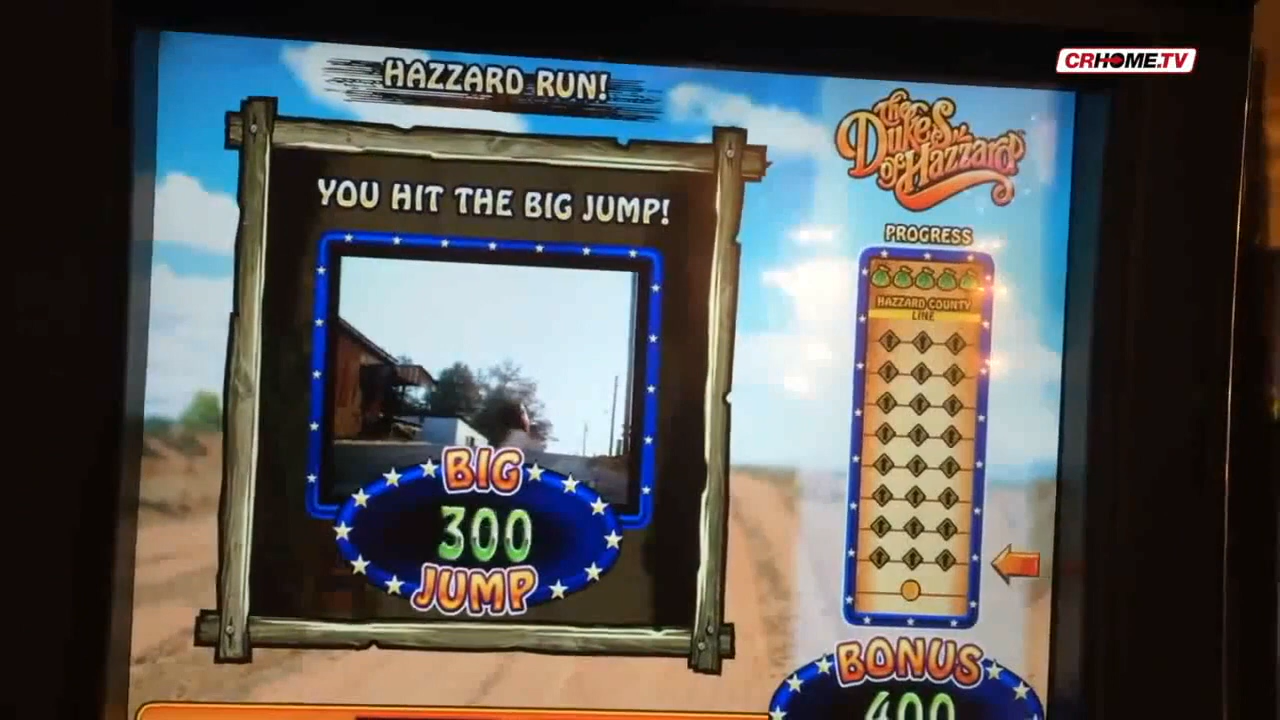 CRHOME.TV
HAZZARD RUN!
The
Dukes
of Hazzard
YOU HIT THE BIG JUMP!
PROGRESS
HAZZARD COUNTY
LINE
BIG
300
JUMP
BONUS
400